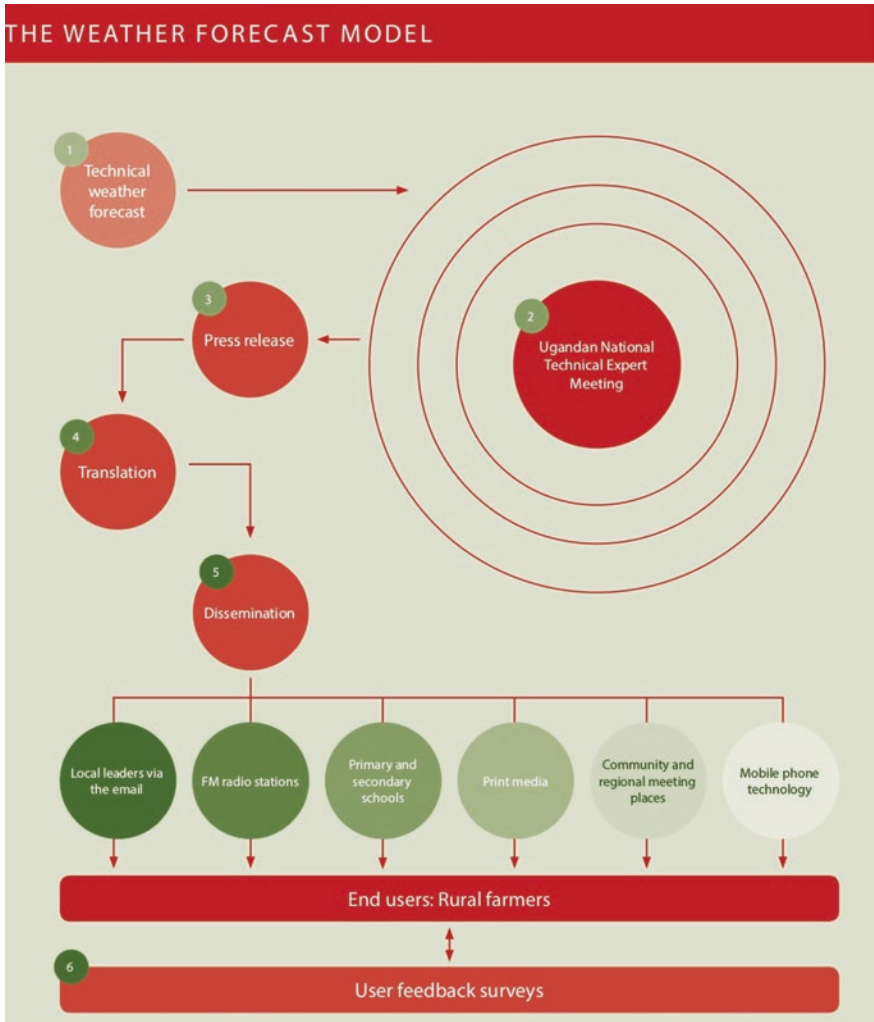 THE WEATHER FORECAST MODEL
1
Technical
weather
forecast
2
Ugandan National
Technical Expert
Meeting
3
Press release
4
Translation
5
Dissemination
Local leaders via
the email
FM radio stations
Primary and
secondary
schools
Print media
Community and
regional meeting
places
Mobile phone
technology
End users: Rural farmers
6
User feedback surveys